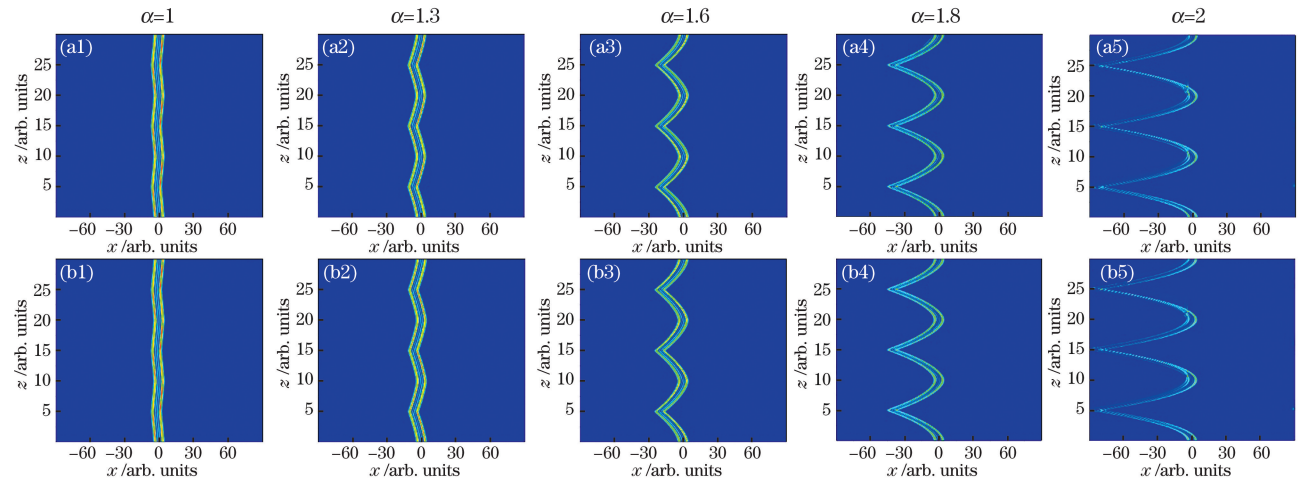 α=1 α=1.3 α=1.6 α=1.8 α=2
(a1) (a2) (a3) (a4) (a5)
25 25 25 25 25
20 20 20 20 20
15 15 15 15 15
10 10 10 10 10
5 5 5 5 5
z /arb. units z /arb. units z /arb. units z /arb. units z /arb. units
−60 −30 0 30 60 −60 −30 0 30 60 −60 −30 0 30 60 −60 −30 0 30 60 −60 −30 0 30 60
x /arb. units x /arb. units x /arb. units x /arb. units x /arb. units
(b1) (b2) (b3) (b4) (b5)
25 25 25 25 25
20 20 20 20 20
15 15 15 15 15
10 10 10 10 10
5 5 5 5 5
z /arb. units z /arb. units z /arb. units z /arb. units z /arb. units
−60 −30 0 30 60 −60 −30 0 30 60 −60 −30 0 30 60 −60 −30 0 30 60 −60 −30 0 30 60
x /arb. units x /arb. units x /arb. units x /arb. units x /arb. units